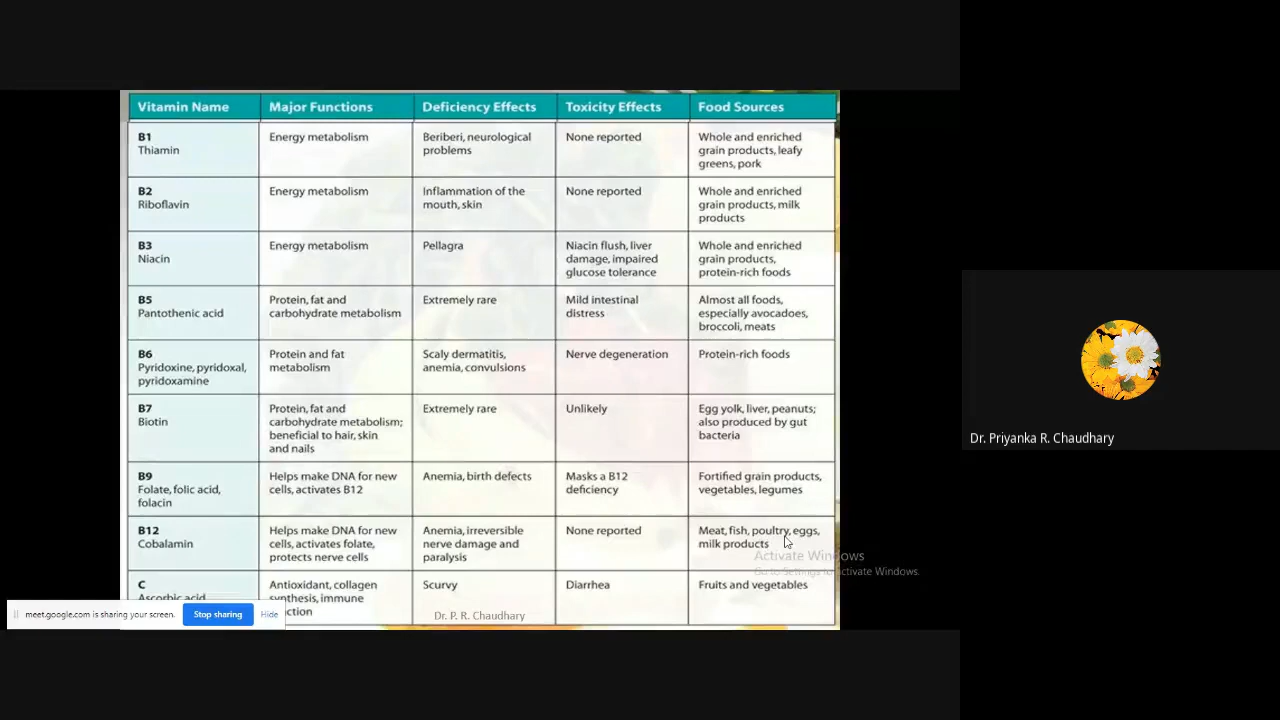 Vitamin Name Major Functions Deficiency Effects Toxicity Effects Food Sources
B1
Thiamin
Energy metabolism
Beriberi, neurological
problems
None reported
Whole and enriched
grain products, leafy
greens, pork
B2
Riboflavin
Energy metabolism
Inflammation of the
mouth, skin
None reported
Whole and enriched
grain products, milk
products
B3
Niacin
Energy metabolism
Pellagra
Niacin flush, liver
damage, impaired
glucose tolerance
Whole and enriched
grain products,
protein-rich foods
B5
Pantothenic acid
Protein, fat and
carbohydrate metabolism
Extremely rare
Mild intestinal
distress
Almost all foods,
especially avocadoes,
broccoli, meats
B6
Pyridoxine, pyridoxal,
pyridoxamine
Protein and fat
metabolism
Scaly dermatitis,
anemia, convulsions
Nerve degeneration
Protein-rich foods
B7
Biotin
Protein, fat and
carbohydrate metabolism;
beneficial to hair, skin
and nails
Extremely rare
Unlikely
Egg yolk, liver, peanuts;
also produced by gut
bacteria
B9
Folate, folic acid,
folacin
Helps make DNA for new
cells, activates B12
Anemia, birth defects
Masks a B12
deficiency
Fortified grain products,
vegetables, legumes
B12
Cobalamin
Helps make DNA for new
cells, activates folate,
protects nerve cells
Anemia, irreversible
nerve damage and
paralysis
None reported
Meat, fish, poultry, eggs,
milk products
C
Ascorbic acid
Antioxidant, collagen
synthesis, immune
Scurvy
Diarrhea
Fruits and vegetables
Dr. P. R. Chaudhary
meet.google.com is sharing your screen.
Stop sharing
Hide
Activate Windows
Go to Settings to activate Windows.
Dr. Priyanka R. Chaudhary